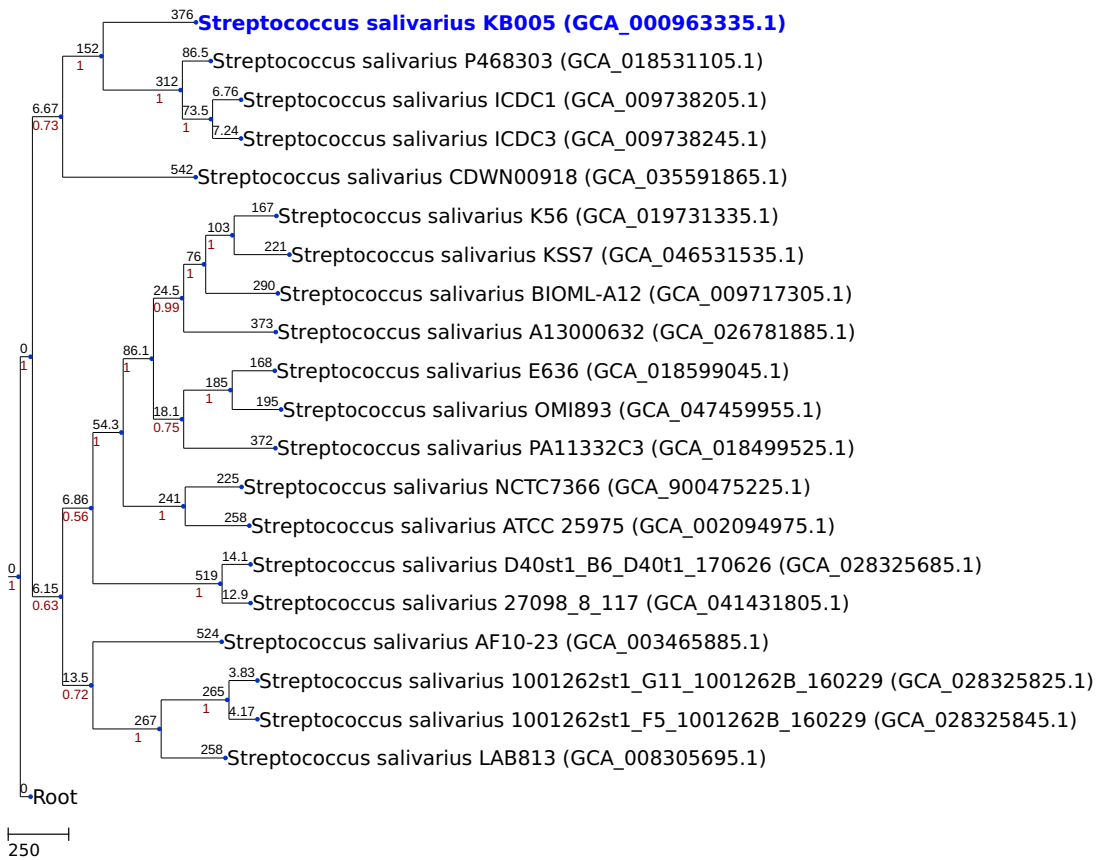 376
Streptococcus salivarius KB005 (GCA_000963335.1)
152
1
86.5
Streptococcus salivarius P468303 (GCA_018531105.1)
312
1
6.76
Streptococcus salivarius ICDC1 (GCA_009738205.1)
73.5
1
7.24
Streptococcus salivarius ICDC3 (GCA_009738245.1)
6.67
0.73
542
Streptococcus salivarius CDWN00918 (GCA_035591865.1)
167
Streptococcus salivarius K56 (GCA_019731335.1)
103
1
221
Streptococcus salivarius KSS7 (GCA_046531535.1)
76
1
290
Streptococcus salivarius BIOML-A12 (GCA_009717305.1)
24.5
0.99
373
Streptococcus salivarius A13000632 (GCA_026781885.1)
0
1
86.1
1
168
Streptococcus salivarius E636 (GCA_018599045.1)
185
1
195
Streptococcus salivarius OMI893 (GCA_047459955.1)
18.1
0.75
372
Streptococcus salivarius PA11332C3 (GCA_018499525.1)
54.3
1
225
Streptococcus salivarius NCTC7366 (GCA_900475225.1)
241
1
258
Streptococcus salivarius ATCC 25975 (GCA_002094975.1)
6.86
0.56
14.1
Streptococcus salivarius D40st1_B6_D40t1_170626 (GCA_028325685.1)
519
1
12.9
Streptococcus salivarius 27098_8_117 (GCA_041431805.1)
0
1
6.15
0.63
524
Streptococcus salivarius AF10-23 (GCA_003465885.1)
13.5
0.72
3.83
Streptococcus salivarius 1001262st1_G11_1001262B_160229 (GCA_028325825.1)
265
1
4.17
Streptococcus salivarius 1001262st1_F5_1001262B_160229 (GCA_028325845.1)
267
1
258
Streptococcus salivarius LAB813 (GCA_008305695.1)
0
Root
250